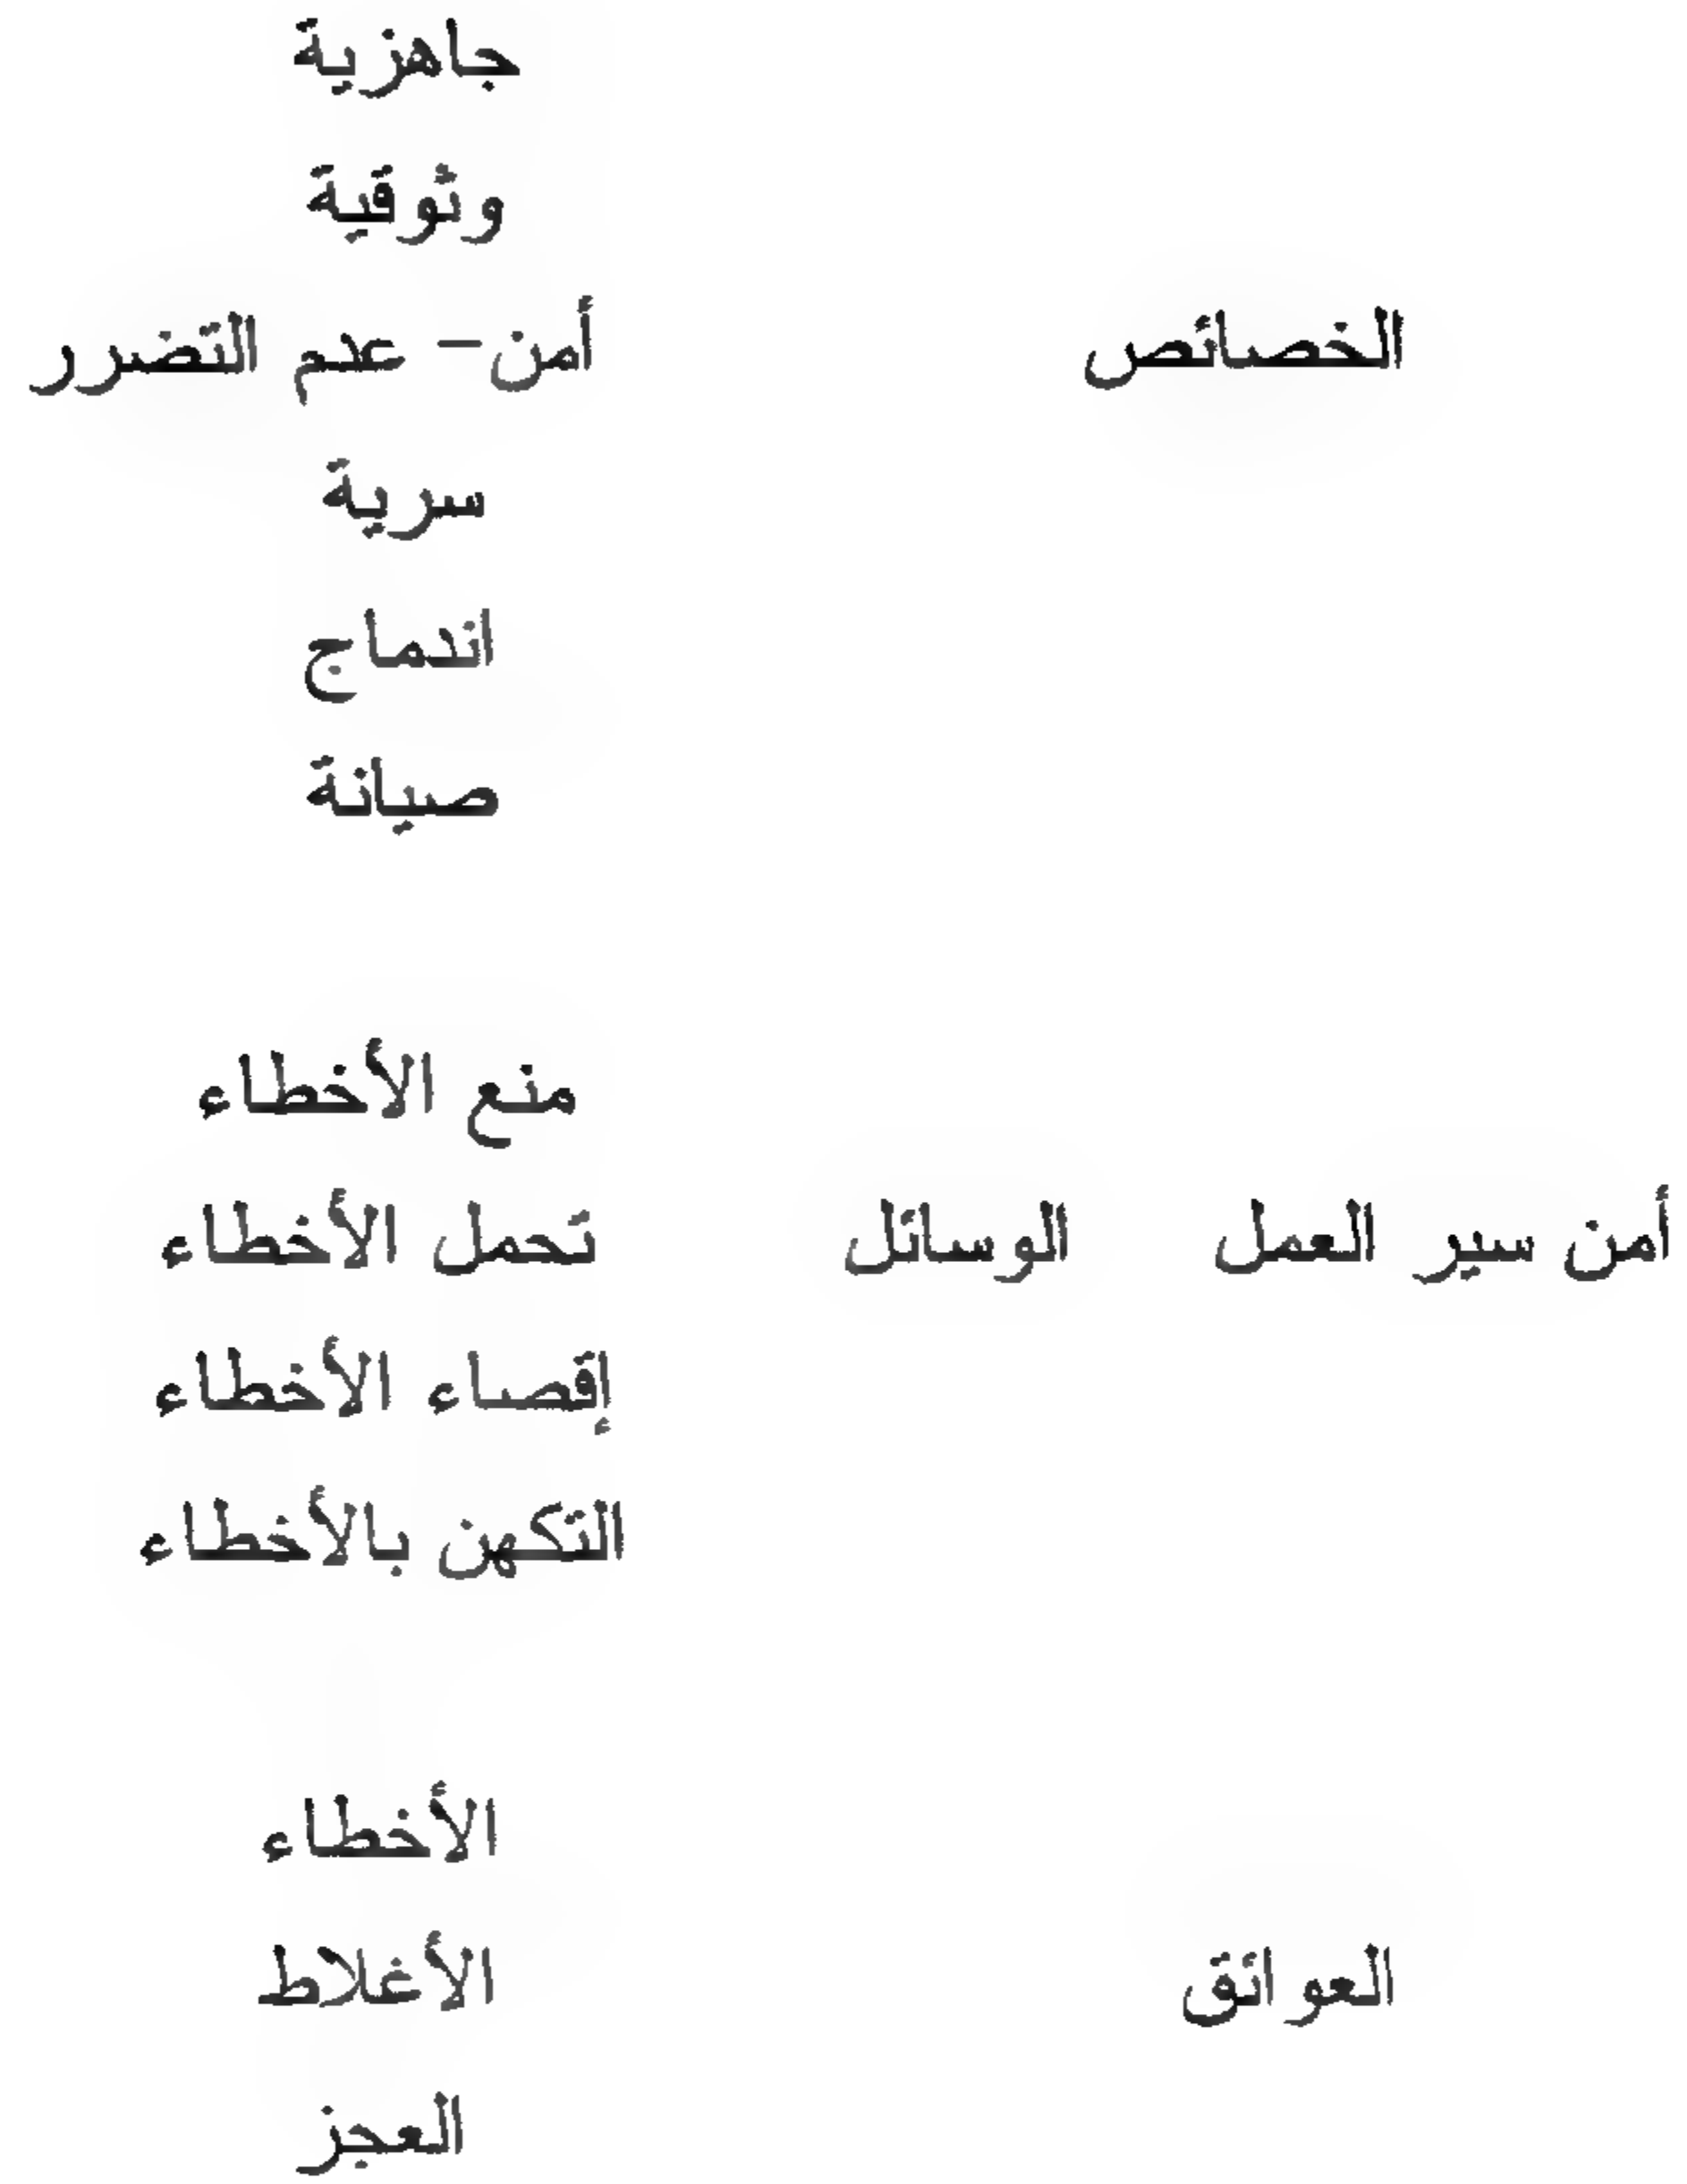 جاهزية
وثوقية
الخصائص أمن- عدم التضرر
سرية
اندماج
صيانة
منع الأخطاء
أمن سير العمل الوسائل تحمل الأخطاء
إقصاء الأخطاء
التكهن بالأخطاء
الأخطاء
العوائق الأغلاط
العجز